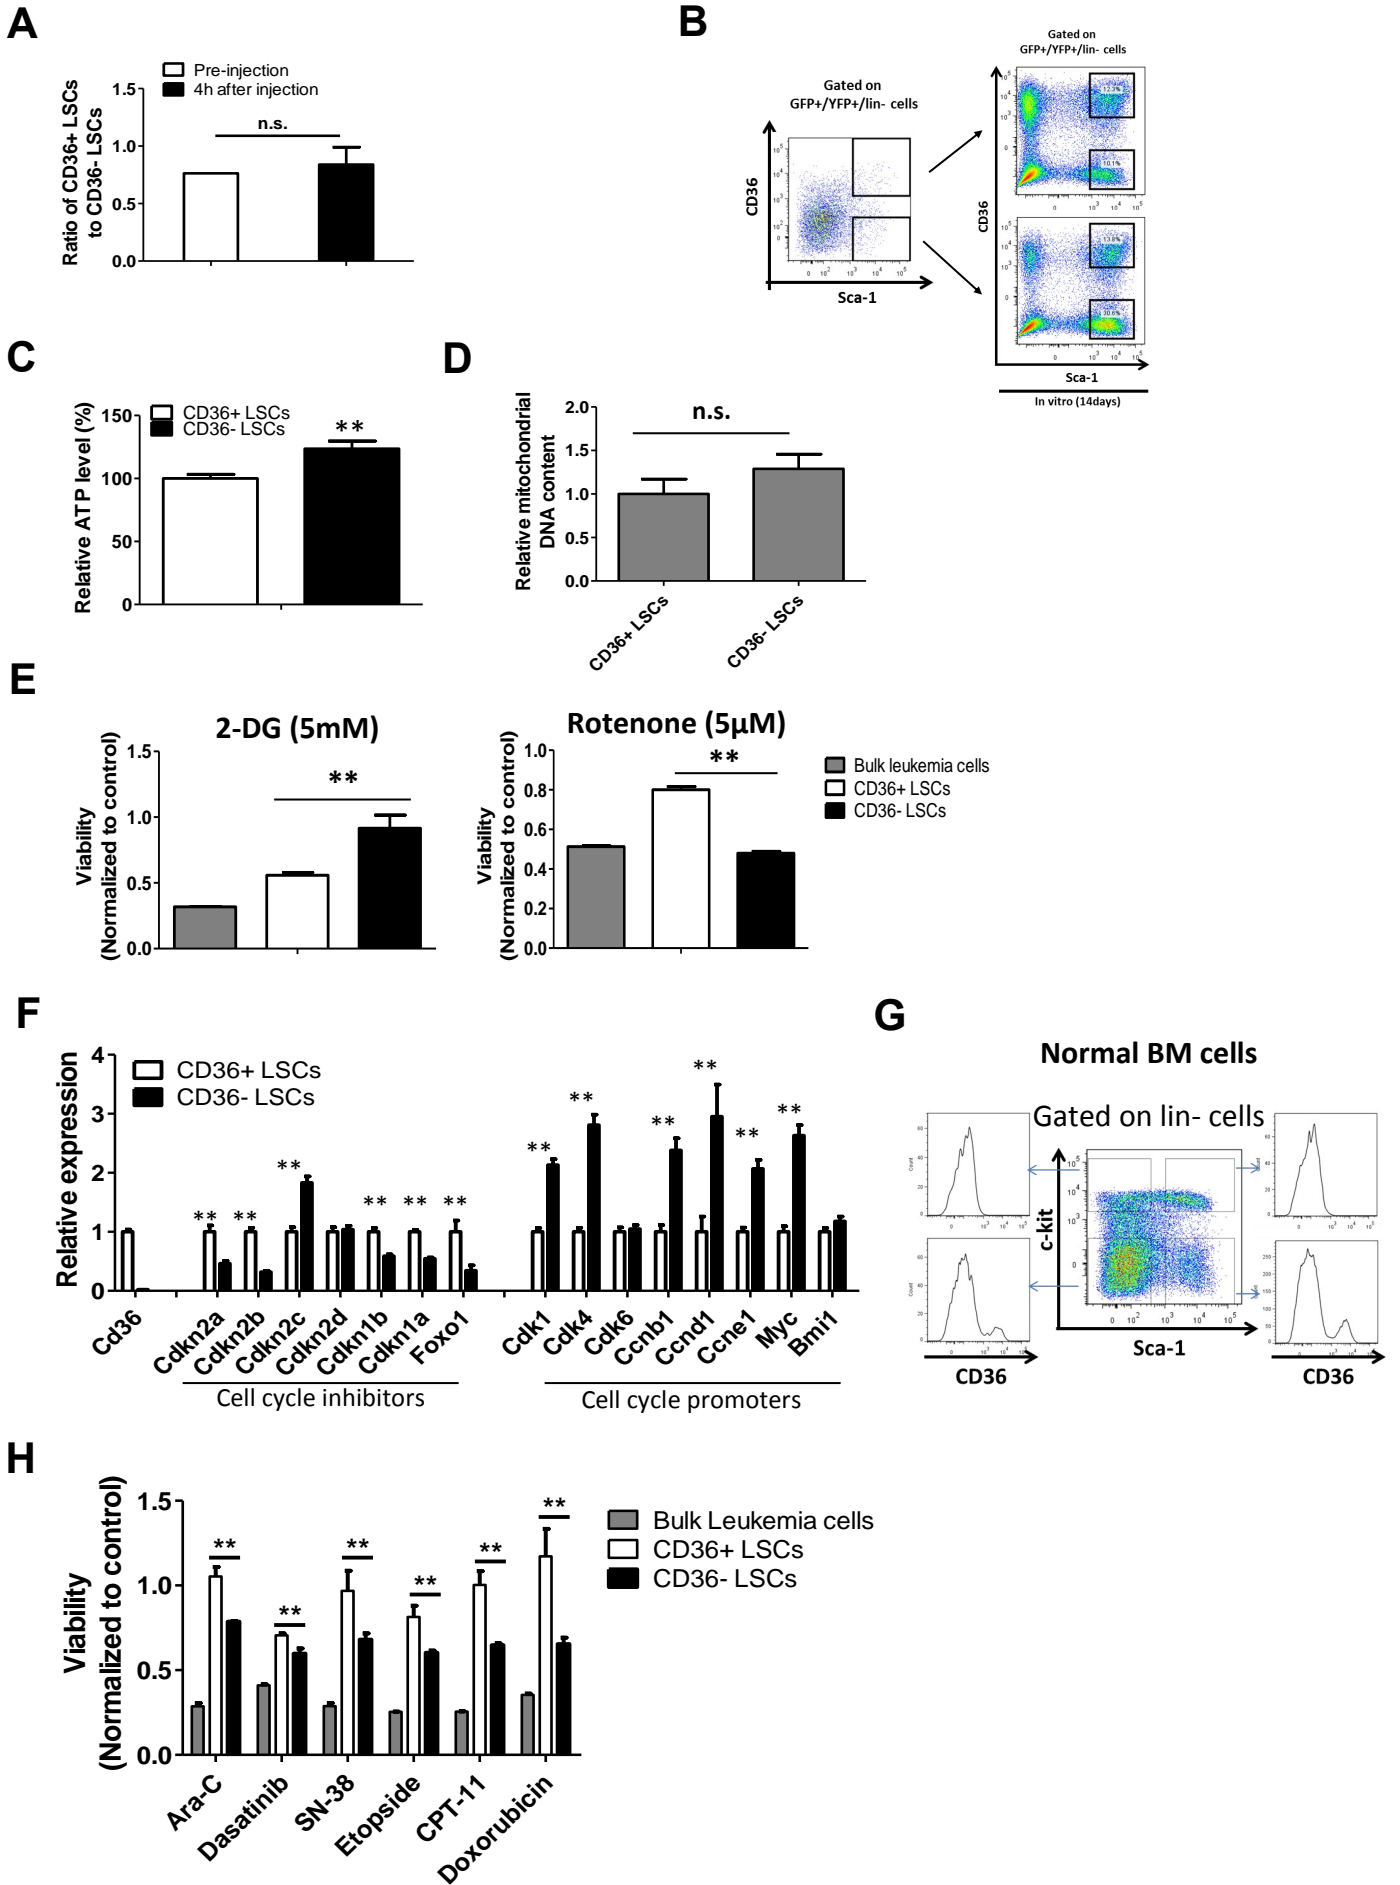 A
Pre-injection
4h after injection
n.s.
Ratio of CD36+ LSCs
to CD36- LSCs
1.5
1.0
0.5
0.0
B
Gated on
GFP+/YFP+/lin- cells
CD36
Sca-1
Gated on
GFP+/YFP+/lin- cells
12.3%
10.1%
13.8%
30.6%
CD36
Sca-1
In vitro (14days)
C
CD36+ LSCs
CD36- LSCs
**
Relative ATP level (%)
150
100
50
0
D
n.s.
Relative mitochondrial
DNA content
2.0
1.5
1.0
0.5
0.0
CD36+ LSCs
CD36- LSCs
E
2-DG (5mM)
**
Viability
(Normalized to control)
1.5
1.0
0.5
0.0
Rotenone (5µM)
**
Viability
(Normalized to control)
1.0
0.8
0.6
0.4
0.2
0.0
Bulk leukemia cells
CD36+ LSCs
CD36- LSCs
F
CD36+ LSCs
CD36- LSCs
Relative expression
4
3
2
1
0
** ** ** ** ** ** ** ** ** ** ** **
Cd36
Cdkn2a
Cdkn2b
Cdkn2c
Cdkn2d
Cdkn1b
Cdkn1a
Foxo1
Cdk1
Cdk4
Cdk6
Ccnb1
Ccnd1
Ccne1
Myc
Bmi1
Cell cycle inhibitors
Cell cycle promoters
G
Normal BM cells
Gated on lin- cells
c-kit
Sca-1
CD36
CD36
H
Bulk Leukemia cells
CD36+ LSCs
CD36- LSCs
Viability
(Normalized to control)
1.5
1.0
0.5
0.0
** ** ** ** ** **
Ara-C
Dasatinib
SN-38
Etopside
CPT-11
Doxorubicin